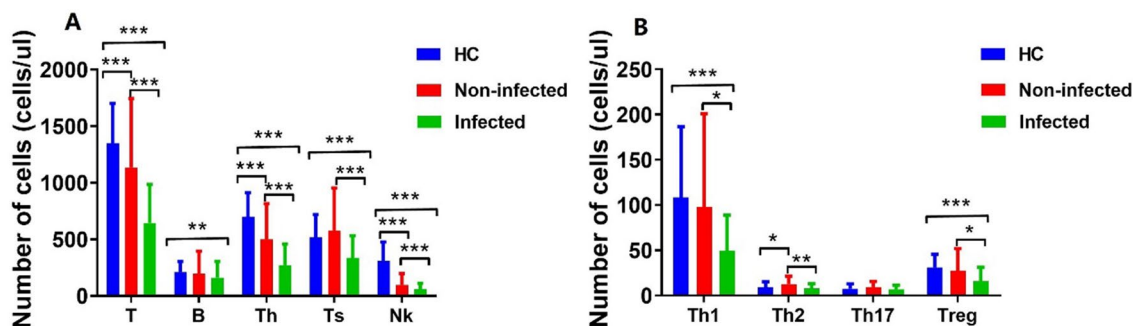 A
Number of cells (cells/ul)
2000
1500
1000
500
0
***
***
***
**
***
***
***
***
***
***
***
***
T B Th Ts Nk
HC
Non-infected
Infected
B
Number of cells (cells/ul)
250
200
150
100
50
0
***
*
*
**
***
*
Th1 Th2 Th17 Treg
HC
Non-infected
Infected